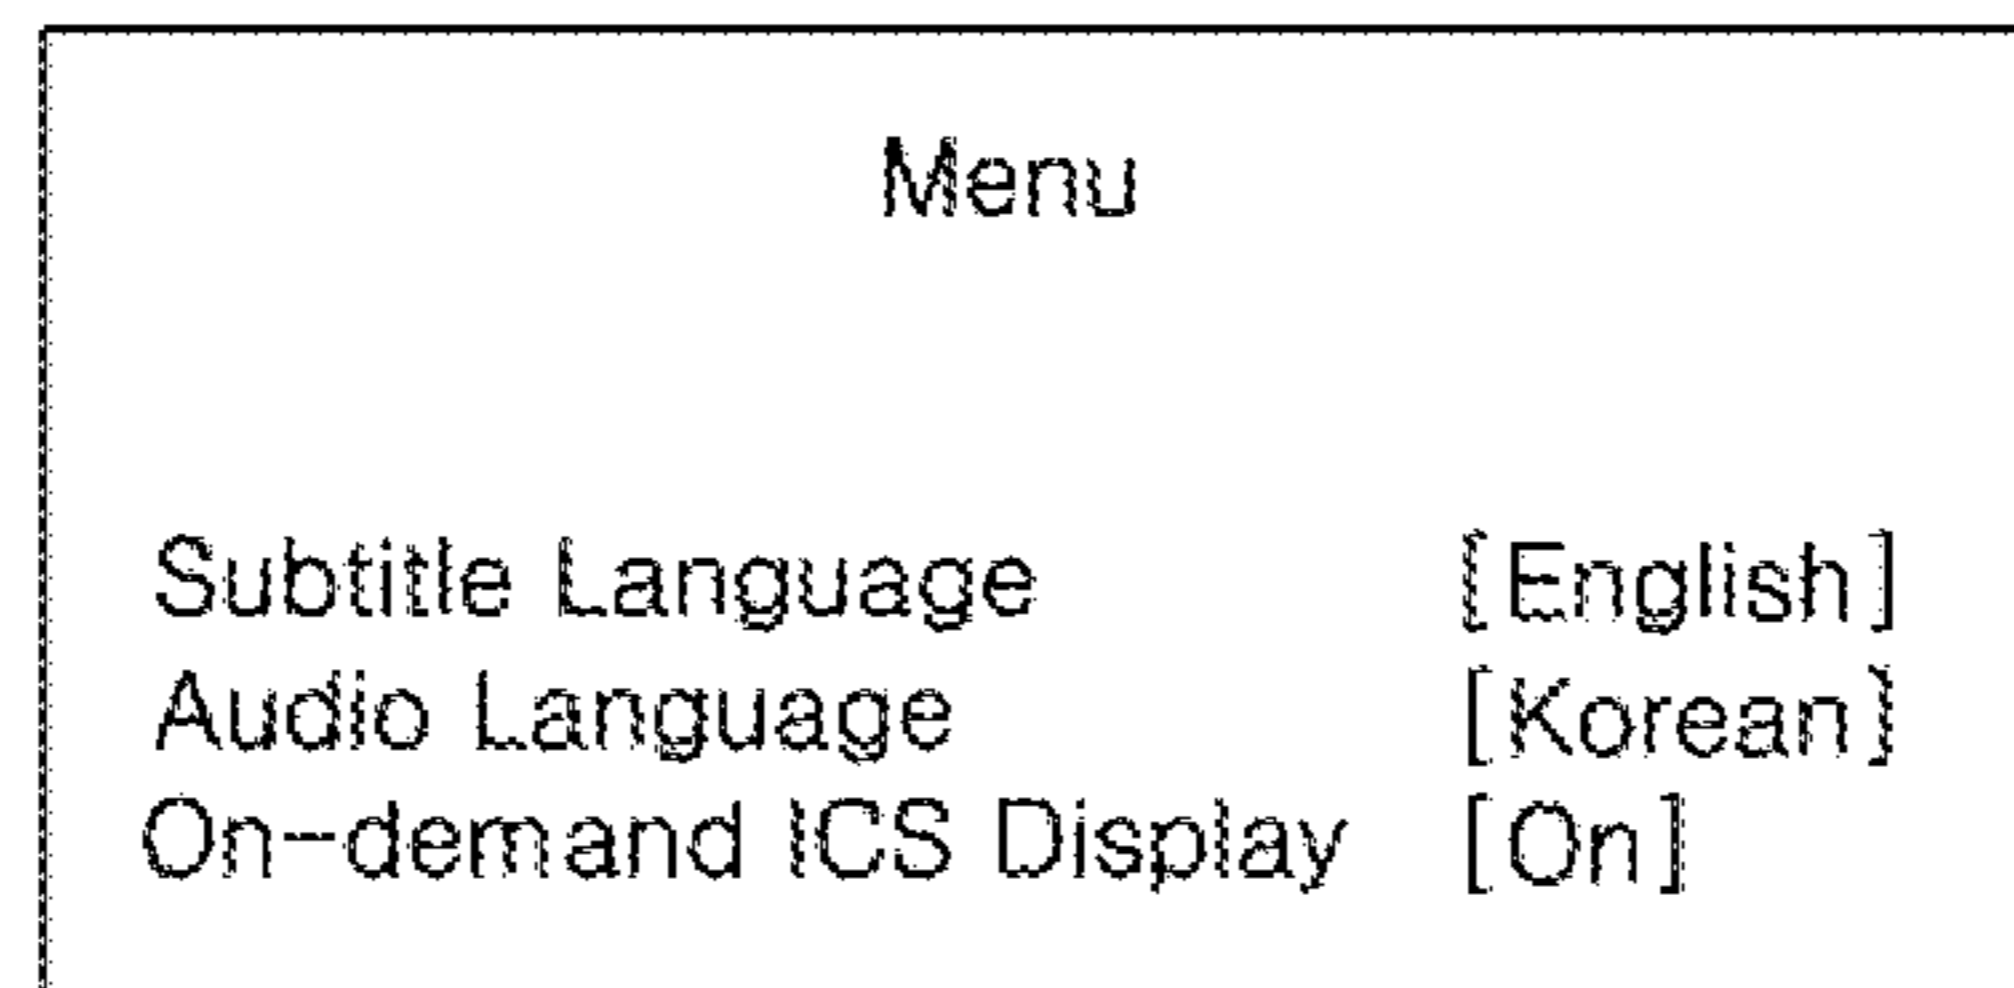 Menu
Subtitle Language [English]
Audio Language [Korean]
On-demand ICS Display [On]